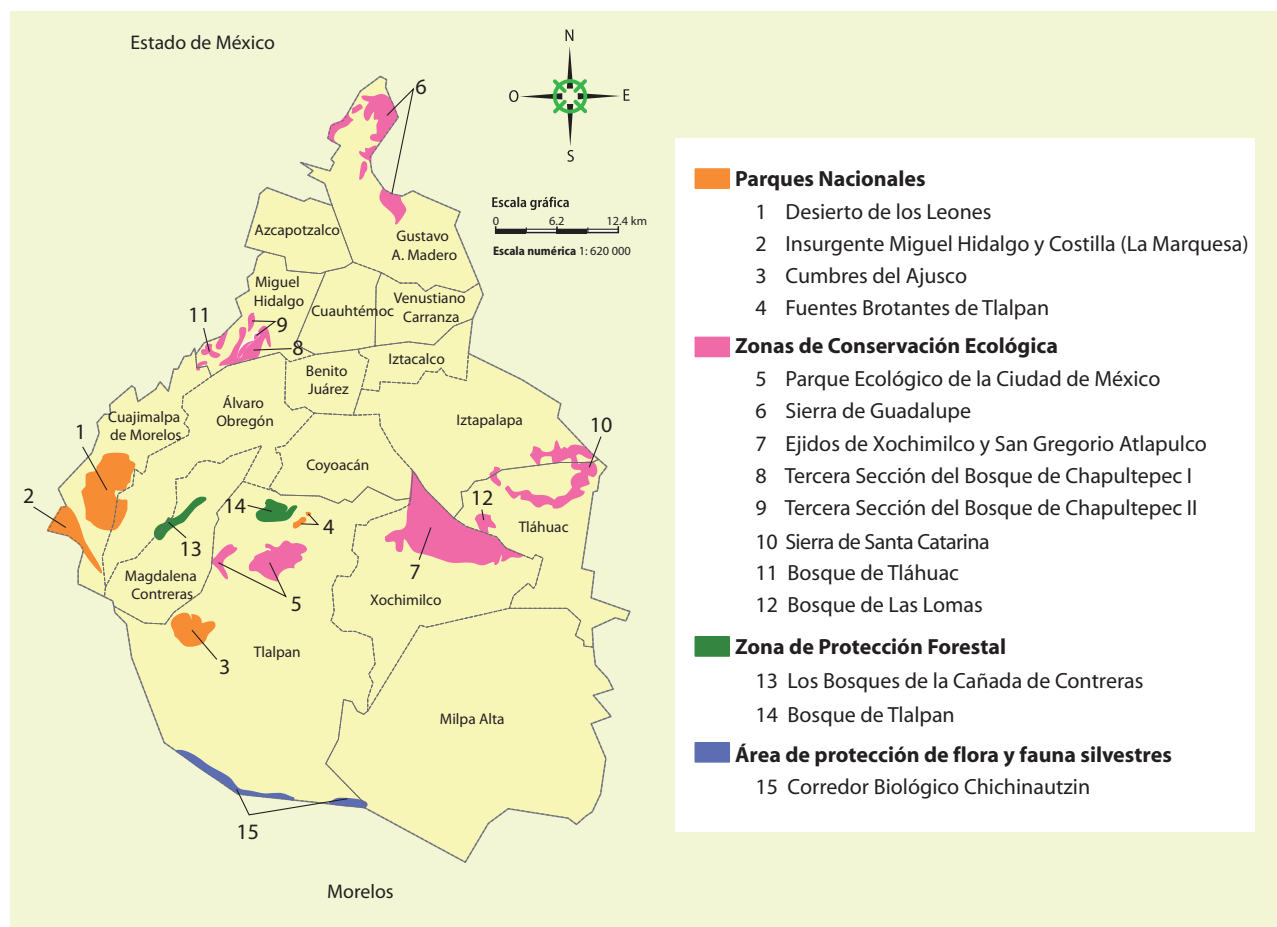 Estado de México
N
O
E
S
6
Escala gráfica
0 6.2 12.4 km
Escala numérica 1: 620 000
Azcapotzalco
Gustavo
A. Madero
Miguel
Hidalgo
Cuauhtémoc
Venustiano
Carranza
11
9
8
Iztacalco
Benito
Juárez
Álvaro
Obregón
Cuajimalpa
de Morelos
Iztapalapa
1
10
Coyoacán
2
14
4
12
Tláhuac
13
7
5
Magdalena
Contreras
Xochimilco
3
Tlalpan
Milpa Alta
15
Morelos
Parques Nacionales
1 Desierto de los Leones
2 Insurgente Miguel Hidalgo y Costilla (La Marquesa)
3 Cumbres del Ajusco
4 Fuentes Brotantes de Tlalpan
Zonas de Conservación Ecológica
5 Parque Ecológico de la Ciudad de México
6 Sierra de Guadalupe
7 Ejidos de Xochimilco y San Gregorio Atlapulco
8 Tercera Sección del Bosque de Chapultepec I
9 Tercera Sección del Bosque de Chapultepec II
10 Sierra de Santa Catarina
11 Bosque de Tláhuac
12 Bosque de Las Lomas
Zona de Protección Forestal
13 Los Bosques de la Cañada de Contreras
14 Bosque de Tlalpan
Área de protección de flora y fauna silvestres
15 Corredor Biológico Chichinautzin